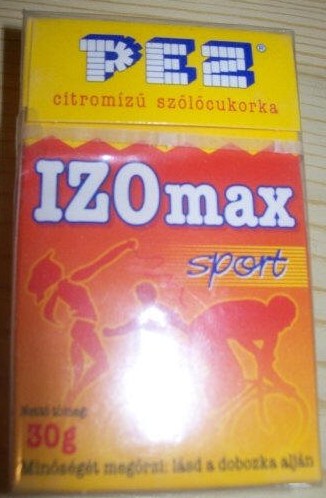 PEZ®
citromízű szőlőcukorka
IZOmax
sport
Nettó tömeg:
30g
Minőségét megőrzi: lásd a dobozka alján